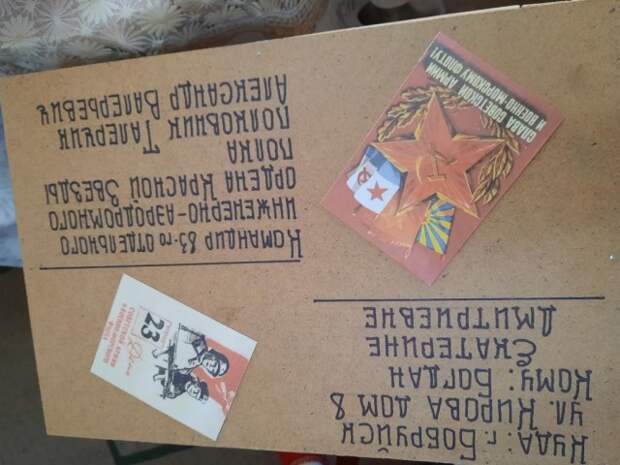 Куда: г. Бобруйск
ул. Кирова дом 8
Кому: Богдан
Екатерине
Дмитриевне
Командир 83-го отдельного
инженерно-аэродромного
ордена Красной Звезды
полка
полковник Талерчик
Александр Валерьевич
СЛАВА СОВЕТСКОЙ АРМИИ
И ВОЕННО-МОРСКОМУ ФЛОТУ!
23